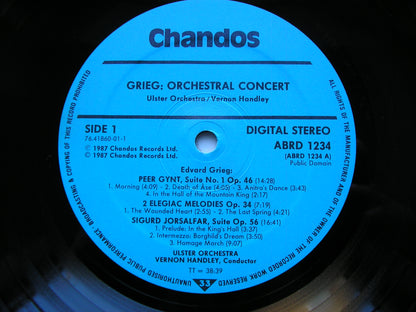 Chandos
GRIEG: ORCHESTRAL CONCERT
Ulster Orchestra/Vernon Handley
SIDE 1
76.41860-01-1
℗ 1987 Chandos Records Ltd.
© 1987 Chandos Records Ltd.
DIGITAL STEREO
ABRD 1234
(ABRD 1234 A)
Public Domain
Edvard Grieg:
PEER GYNT, Suite No. 1 Op. 46 (14:28)
1. Morning (4:09) - 2. Death of Åse (4:05) - 3. Anitra's Dance (3:43)
4. In the Hall of the Mountain King (2:17)
2 ELEGIAC MELODIES Op. 34 (7:19)
1. The Wounded Heart - 2. The Last Spring (4:21)
SIGURD JORSALFAR, Suite Op. 56 (16:41)
1. Prelude: In the King's Hall
2. Intermezzo: Borghild's Dream (3:50)
3. Homage March (9:07)
ULSTER ORCHESTRA
VERNON HANDLEY, Conductor
TT = 38:39
33
ALL RIGHTS OF THE MANUFACTURER AND OF THE OWNER OF THE RECORDED WORK RESERVED
UNAUTHORISED PUBLIC PERFORMANCE, BROADCASTING & COPYING OF THIS RECORD PROHIBITED